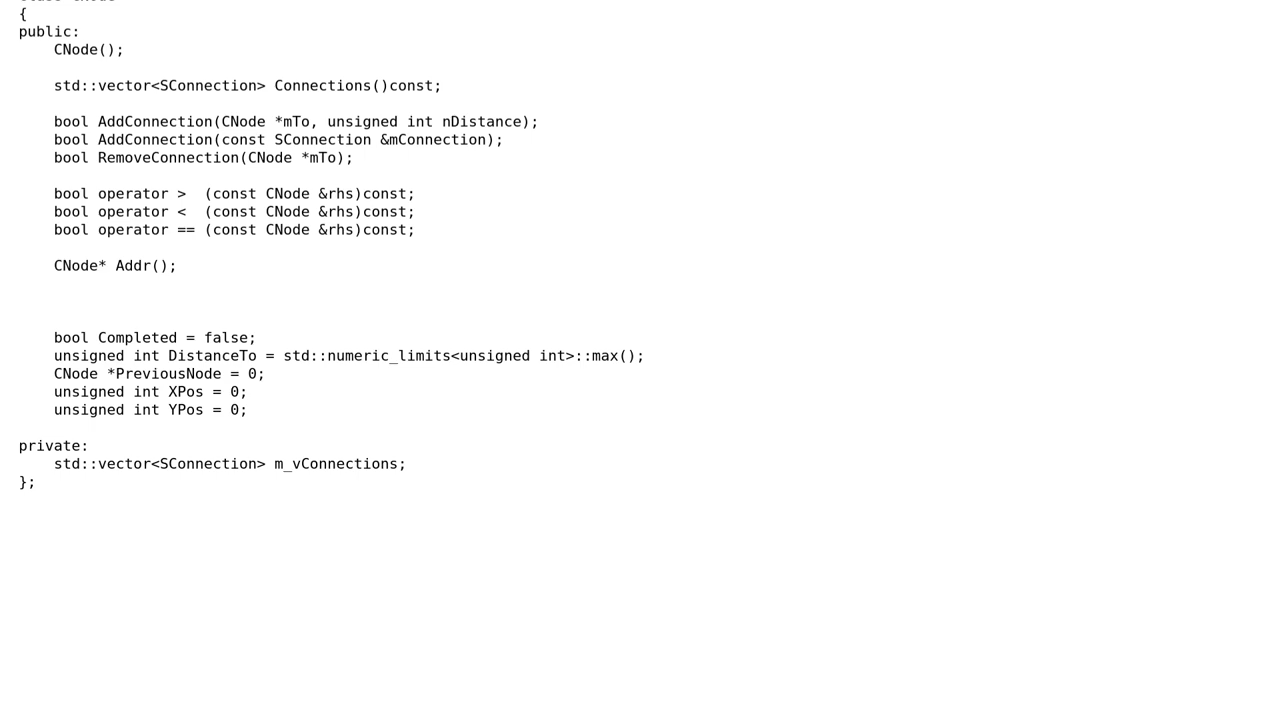 {
public:
    CNode();

    std::vector<SConnection> Connections()const;

    bool AddConnection(CNode *mTo, unsigned int nDistance);
    bool AddConnection(const SConnection &mConnection);
    bool RemoveConnection(CNode *mTo);

    bool operator >  (const CNode &rhs)const;
    bool operator <  (const CNode &rhs)const;
    bool operator == (const CNode &rhs)const;

    CNode* Addr();

    bool Completed = false;
    unsigned int DistanceTo = std::numeric_limits<unsigned int>::max();
    CNode *PreviousNode = 0;
    unsigned int XPos = 0;
    unsigned int YPos = 0;

private:
    std::vector<SConnection> m_vConnections;
};